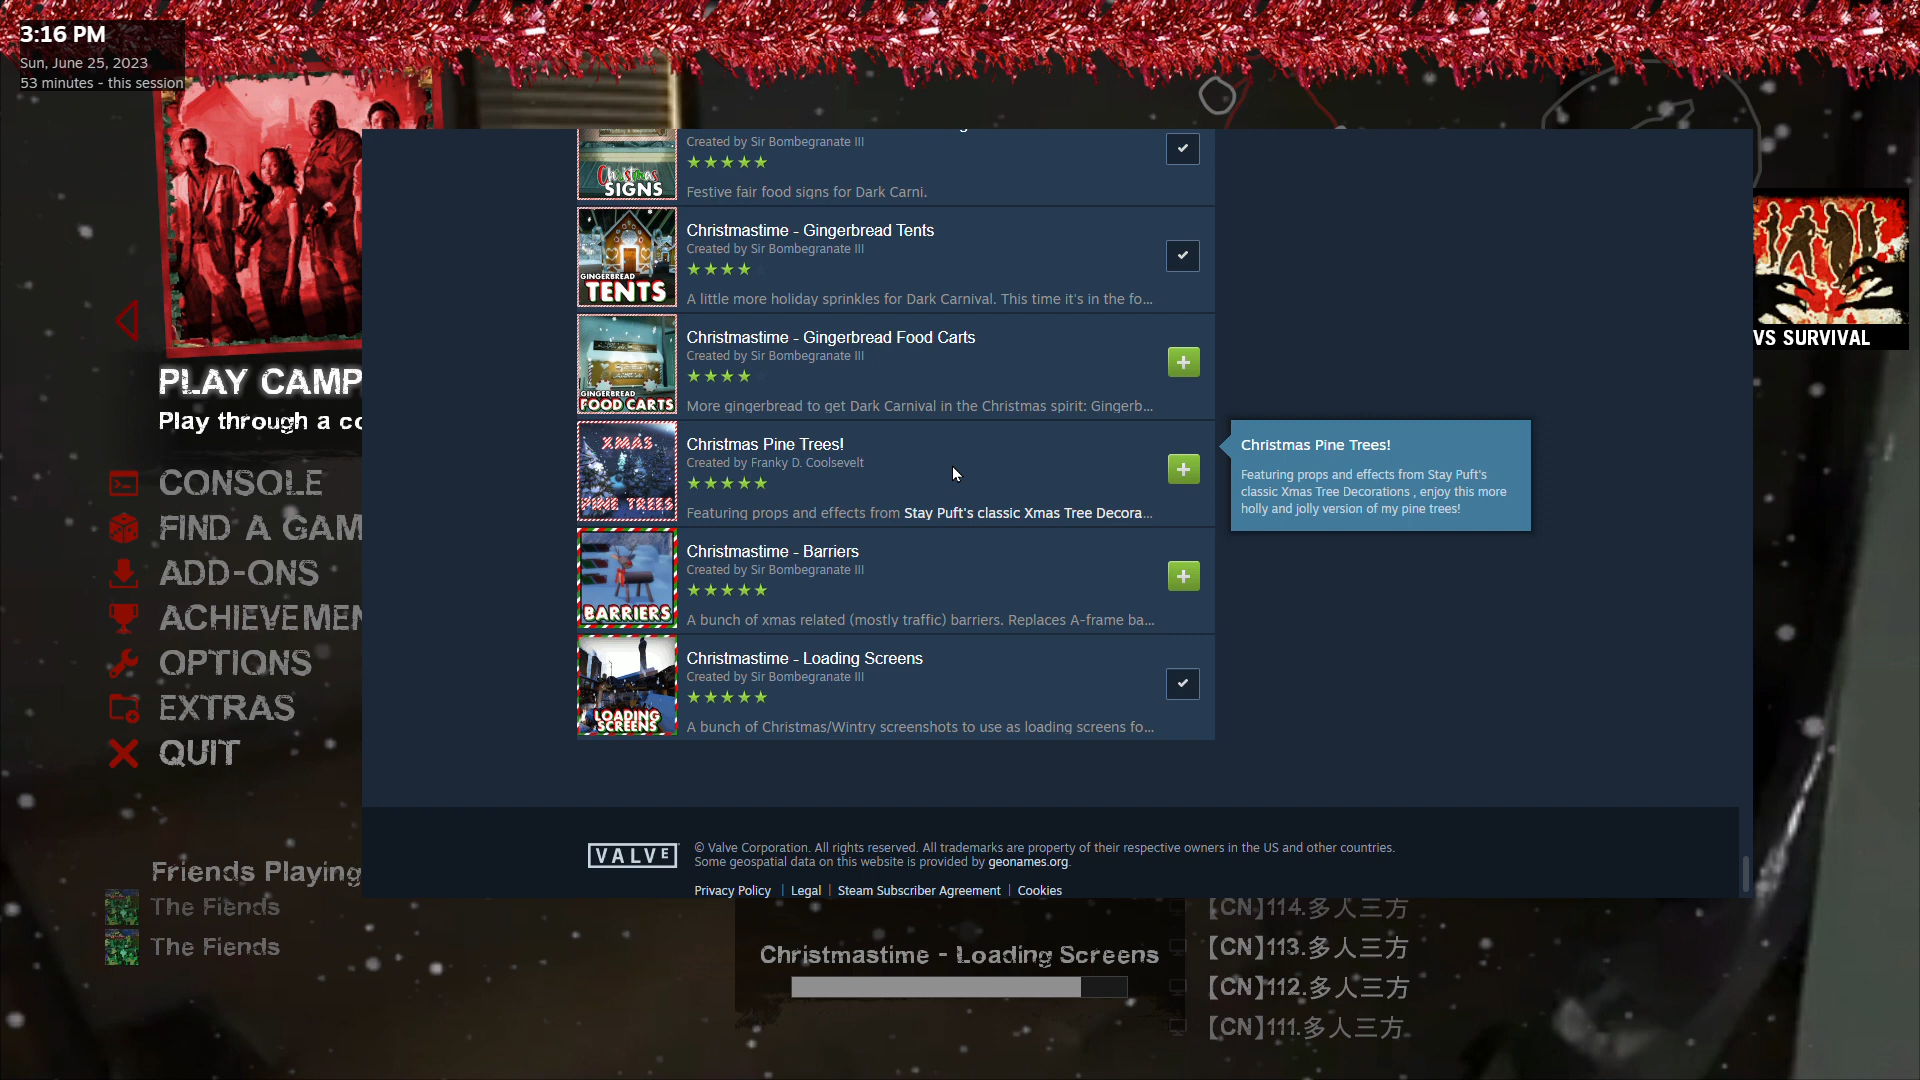 3:16 PM
Sun, June 25, 2023
53 minutes - this session
Created by Sir Bombegranate III
Christmas
SIGNS
Festive fair food signs for Dark Carni.
GINGERBREAD
TENTS
Christmastime - Gingerbread Tents
Created by Sir Bombegranate III
A little more holiday sprinkles for Dark Carnival. This time it's in the fo...
GINGERBREAD
FOOD CARTS
Christmastime - Gingerbread Food Carts
Created by Sir Bombegranate III
More gingerbread to get Dark Carnival in the Christmas spirit: Gingerb...
XMAS
PINE TREES
Christmas Pine Trees!
Created by Franky D. Coolsevelt
Featuring props and effects from Stay Puft's classic Xmas Tree Decora...
Christmas Pine Trees!
Featuring props and effects from Stay Puft's
classic Xmas Tree Decorations , enjoy this more
holly and jolly version of my pine trees!
BARRIERS
Christmastime - Barriers
Created by Sir Bombegranate III
A bunch of xmas related (mostly traffic) barriers. Replaces A-frame ba...
LOADING
SCREENS
Christmastime - Loading Screens
Created by Sir Bombegranate III
A bunch of Christmas/Wintry screenshots to use as loading screens fo...
VALVE
© Valve Corporation. All rights reserved. All trademarks are property of their respective owners in the US and other countries.
Some geospatial data on this website is provided by geonames.org.
Privacy Policy | Legal | Steam Subscriber Agreement | Cookies
PLAY CAMP
Play through a co
CONSOLE
FIND A GAM
ADD-ONS
ACHIEVEMEN
OPTIONS
EXTRAS
QUIT
VS SURVIVAL
Friends Playing
The Fiends
The Fiends
Christmastime - Loading Screens
【CN】114.多人三方
【CN】113.多人三方
【CN】112.多人三方
【CN】111.多人三方